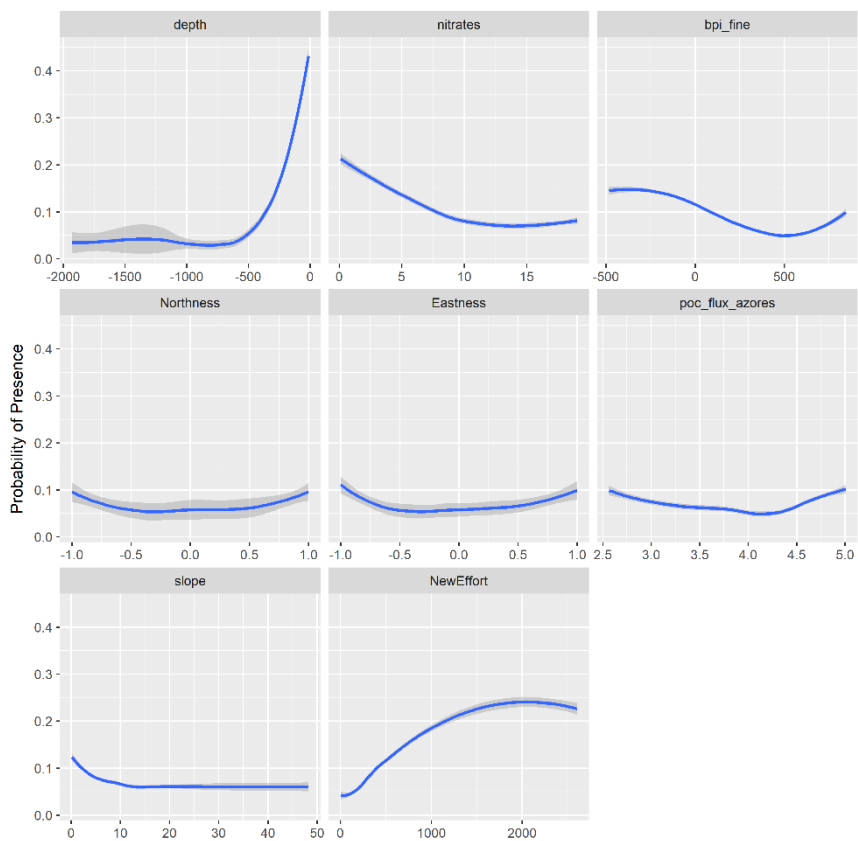 depth nitrates bpi_fine
0.4
0.3
0.2
0.1
0.0
-2000 -1500 -1000 -500 0 0 5 10 15 -500 0 500
Northness Eastness poc_flux_azores
Probability of Presence
0.4
0.3
0.2
0.1
0.0
-1.0 -0.5 0.0 0.5 1.0 -1.0 -0.5 0.0 0.5 1.0 2.5 3.0 3.5 4.0 4.5 5.0
slope NewEffort
0.4
0.3
0.2
0.1
0.0
0 10 20 30 40 50 0 1000 2000